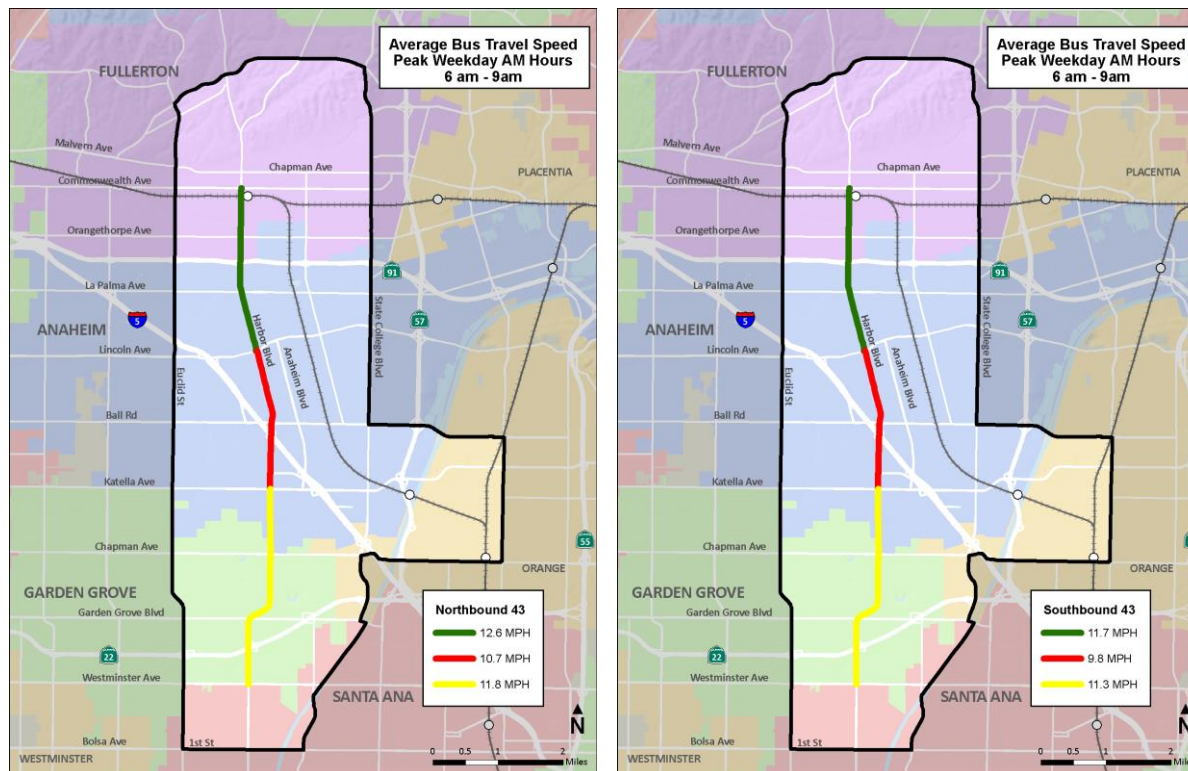 Average Bus Travel Speed
Peak Weekday AM Hours
6 am - 9am
FULLERTON
Malvern Ave
Chapman Ave
Commonwealth Ave
PLACENTIA
Orangethorpe Ave
91
La Palma Ave
State College Blvd
57
ANAHEIM
5
Harbor Blvd
Anaheim Blvd
Lincoln Ave
Euclid St
Ball Rd
Katella Ave
55
Chapman Ave
ORANGE
GARDEN GROVE
Garden Grove Blvd
Northbound 43
12.6 MPH
10.7 MPH
11.8 MPH
22
Westminster Ave
SANTA ANA
N
Bolsa Ave
1st St
WESTMINSTER
0 0.5 1 2
Miles
Average Bus Travel Speed
Peak Weekday AM Hours
6 am - 9am
FULLERTON
Malvern Ave
Chapman Ave
Commonwealth Ave
PLACENTIA
Orangethorpe Ave
91
La Palma Ave
State College Blvd
57
ANAHEIM
5
Harbor Blvd
Anaheim Blvd
Lincoln Ave
Euclid St
Ball Rd
Katella Ave
Chapman Ave
ORANGE
GARDEN GROVE
Garden Grove Blvd
Southbound 43
11.7 MPH
9.8 MPH
11.3 MPH
22
Westminster Ave
SANTA ANA
N
Bolsa Ave
1st St
WESTMINSTER
0 0.5 1 2
Miles